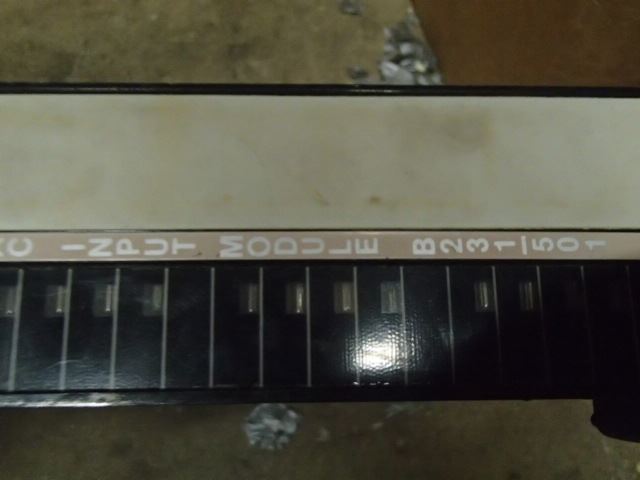 C INPUT MODULE B231/501